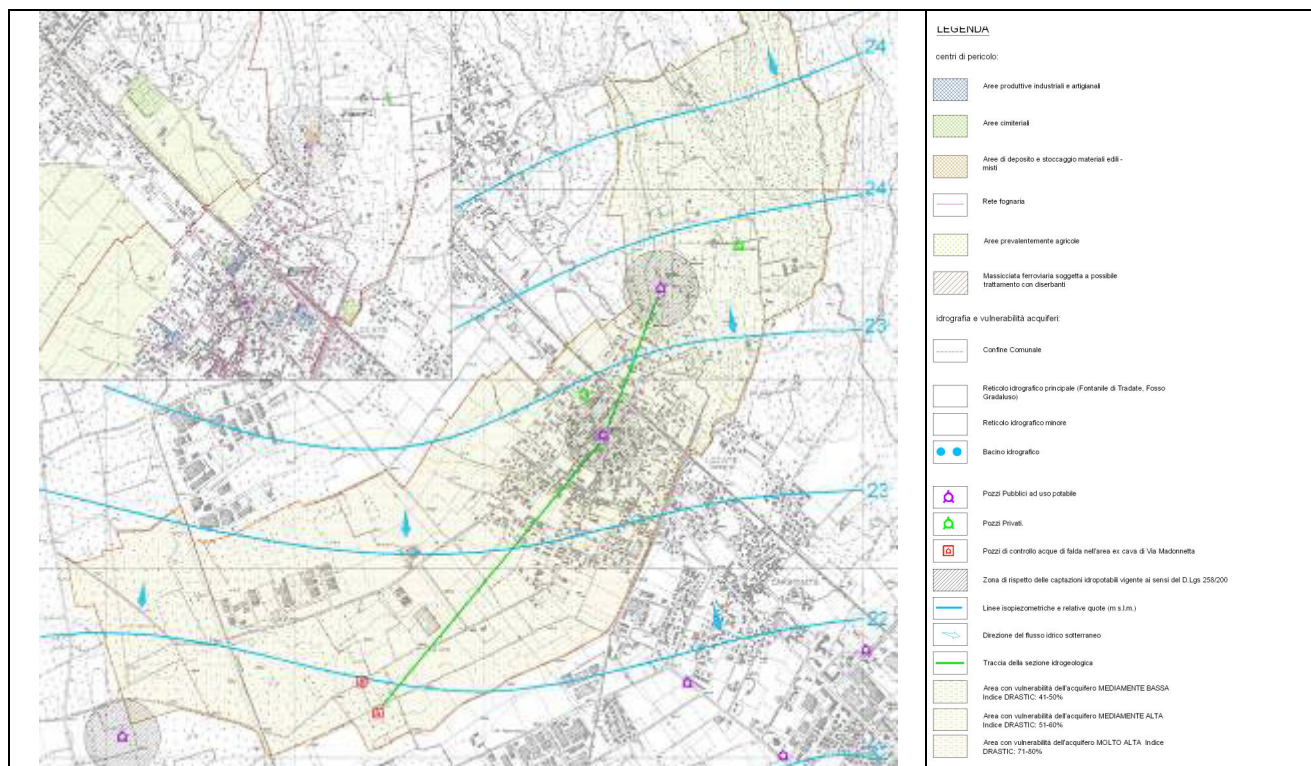 24
24
23
23
22
LEGENDA
centri di pericolo:
Aree produttive industriali e artigianali
Aree cimiteriali
Aree di deposito e stoccaggio materiali edili -
misti
Rete fognaria
Aree prevalentemente agricole
Massicciata ferroviaria soggetta a possibile
trattamento con diserbanti
idrografia e vulnerabilità acquiferi:
Confine Comunale
Reticolo idrografico principale (Fontanile di Tradate, Fosso
Gradaluso)
Reticolo idrografico minore
Bacino idrografico
Pozzi Pubblici ad uso potabile
Pozzi Privati.
Pozzi di controllo acque di falda nell'area ex cava di Via Madonnetta
Zona di rispetto delle captazioni idropotabili vigente ai sensi del D.Lgs 258/200
Linee isopiezometriche e relative quote (m s.l.m.)
Direzione del flusso idrico sotterraneo
Traccia della sezione idrogeologica
Area con vulnerabilità dell'acquifero MEDIAMENTE BASSA
Indice DRASTIC: 41-50%
Area con vulnerabilità dell'acquifero MEDIAMENTE ALTA
Indice DRASTIC: 51-60%
Area con vulnerabilità dell'acquifero MOLTO ALTA Indice
DRASTIC: 71-80%